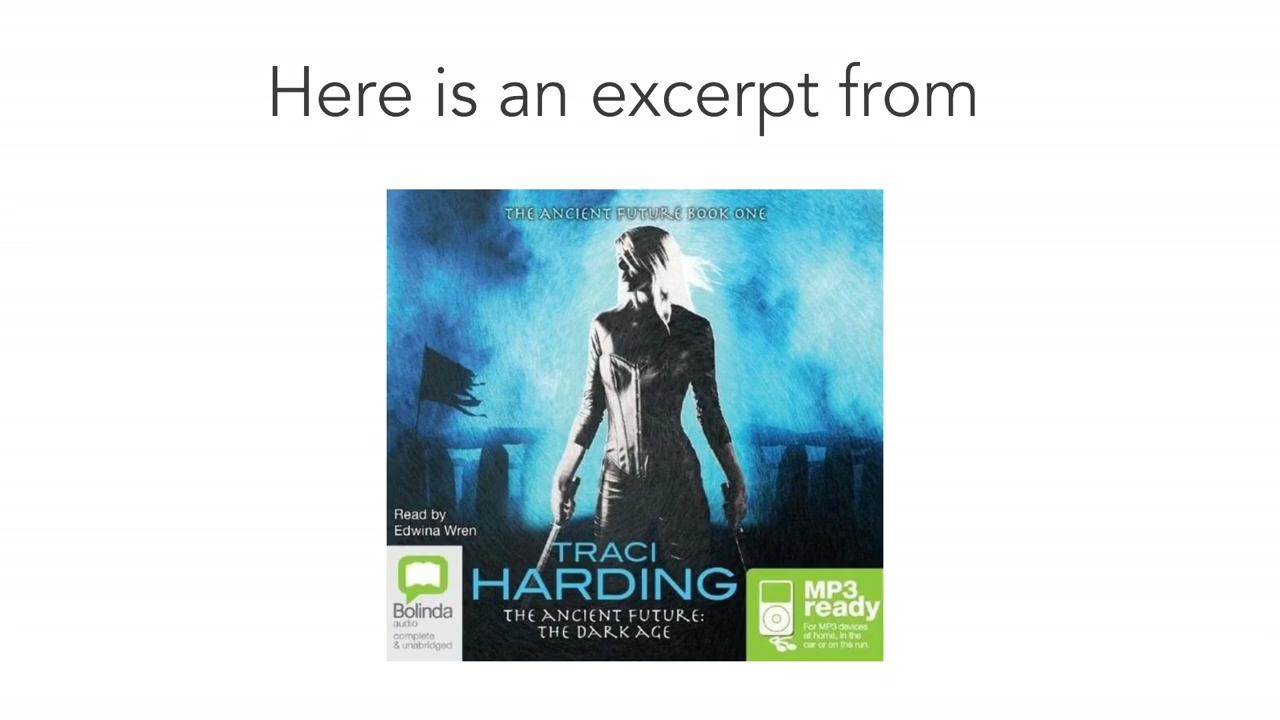 Here is an excerpt from
THE ANCIENT FUTURE BOOK ONE
Read by
Edwina Wren
TRACI
HARDING
THE ANCIENT FUTURE:
THE DARK AGE
Bolinda
audio
complete
& unabridged
MP3
ready
For MP3 devices
at home, in the
car or on the run.